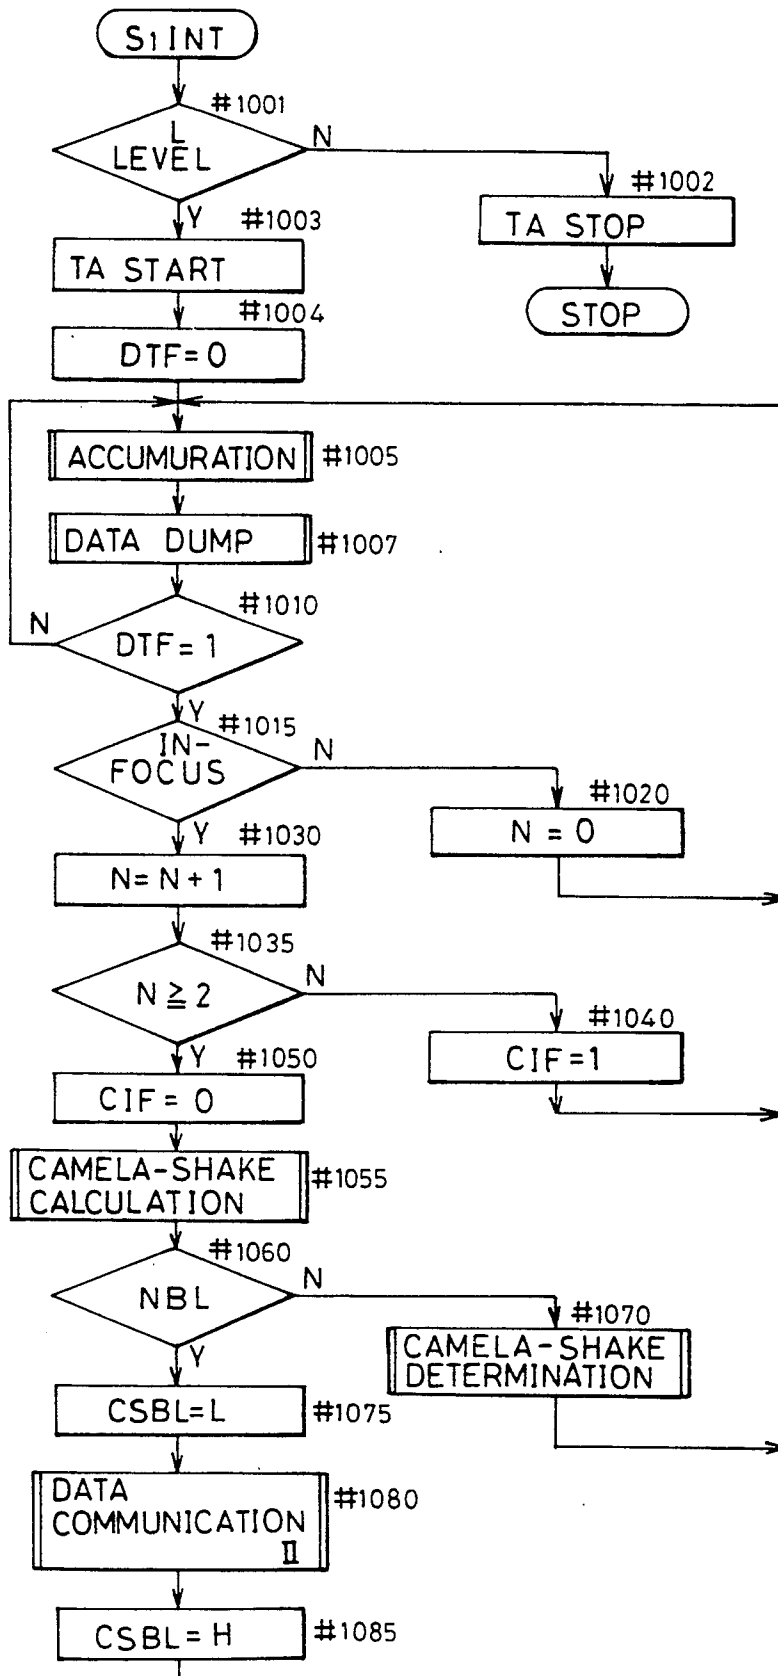 S1 INT
#1001
L
LEVEL
N
#1002
TA STOP
STOP
Y
#1003
TA START
#1004
DTF=0
ACCUMURATION
#1005
DATA DUMP
#1007
#1010
N
DTF=1
Y
#1015
IN-
FOCUS
N
#1020
N=0
Y
#1030
N=N+1
#1035
N≧2
N
#1040
CIF=1
Y
#1050
CIF=0
CAMELA-SHAKE
CALCULATION
#1055
#1060
NBL
N
#1070
CAMELA-SHAKE
DETERMINATION
Y
CSBL=L
#1075
DATA
COMMUNICATION
II
#1080
CSBL=H
#1085